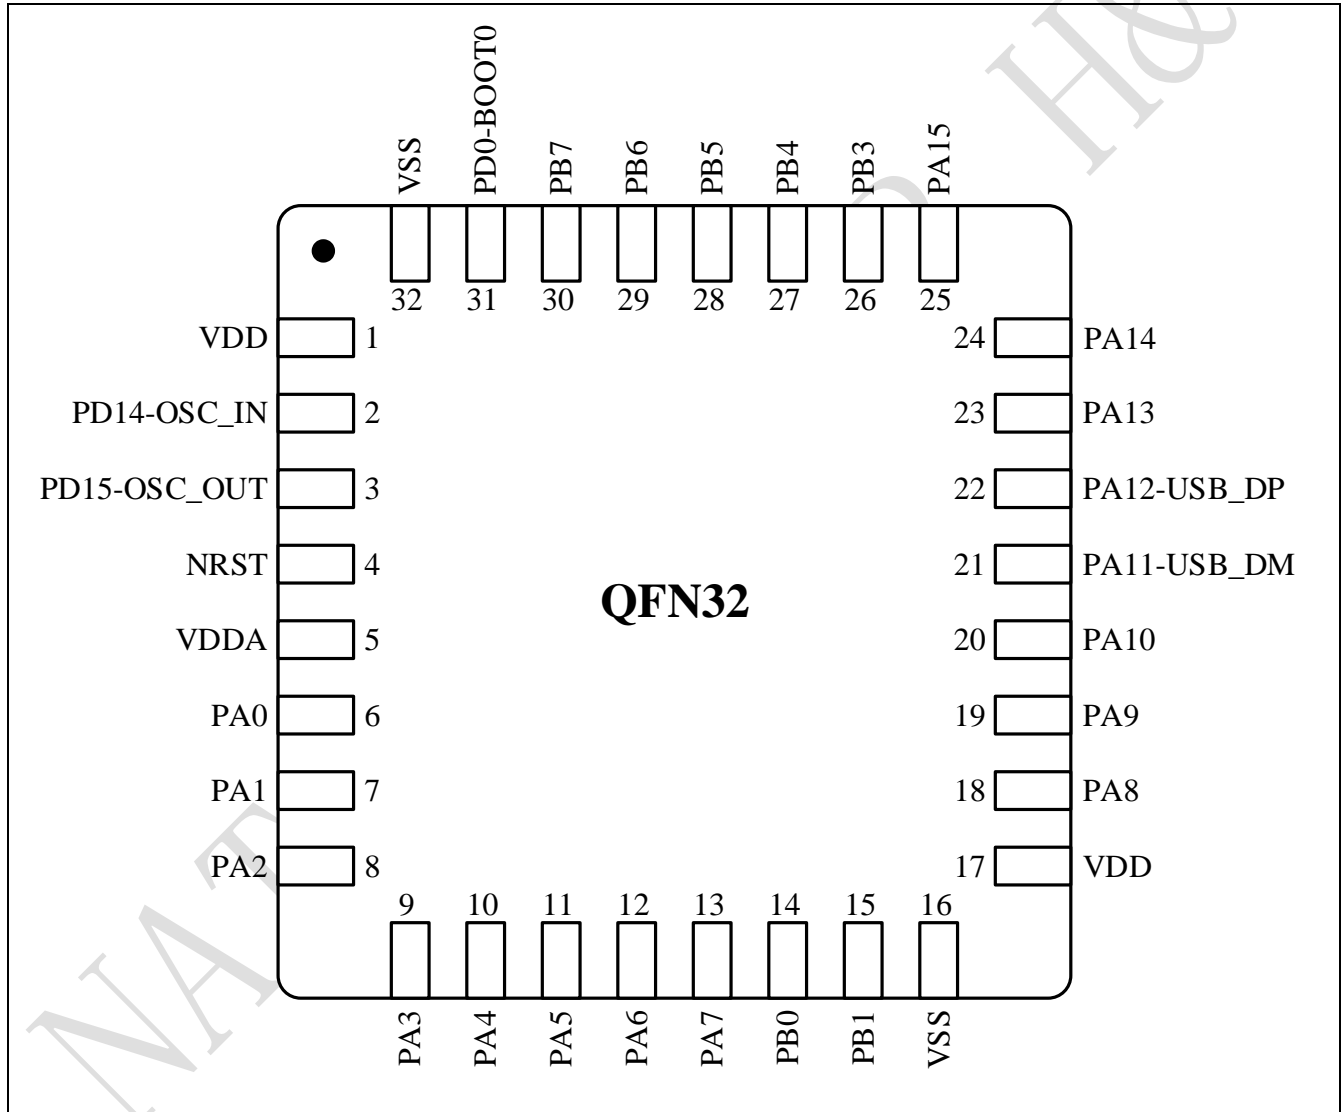 VSS
PD0-BOOT0
PB7
PB6
PB5
PB4
PB3
PA15
32 31 30 29 28 27 26 25
VDD 1
24 PA14
PD14-OSC_IN 2
23 PA13
PD15-OSC_OUT 3
22 PA12-USB_DP
NRST 4
21 PA11-USB_DM
QFN32
VDDA 5
20 PA10
PA0 6
19 PA9
PA1 7
18 PA8
PA2 8
17 VDD
9 10 11 12 13 14 15 16
PA3
PA4
PA5
PA6
PA7
PB0
PB1
VSS
NAT
H&